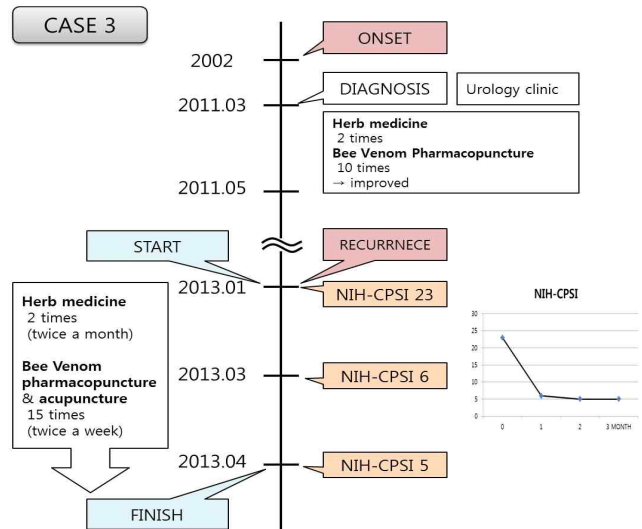 CASE 3
ONSET
2002
DIAGNOSIS
Urology clinic
2011.03
Herb medicine
2 times
Bee Venom Pharmacopuncture
10 times
→ improved
2011.05
START
RECURRNECE
2013.01
NIH-CPSI 23
Herb medicine
2 times
(twice a month)
Bee Venom
pharmacopuncture
& acupuncture
15 times
(twice a week)
2013.03
NIH-CPSI 6
2013.04
NIH-CPSI 5
FINISH
NIH-CPSI
30
25
20
15
10
5
0
0 1 2 3 MONTH